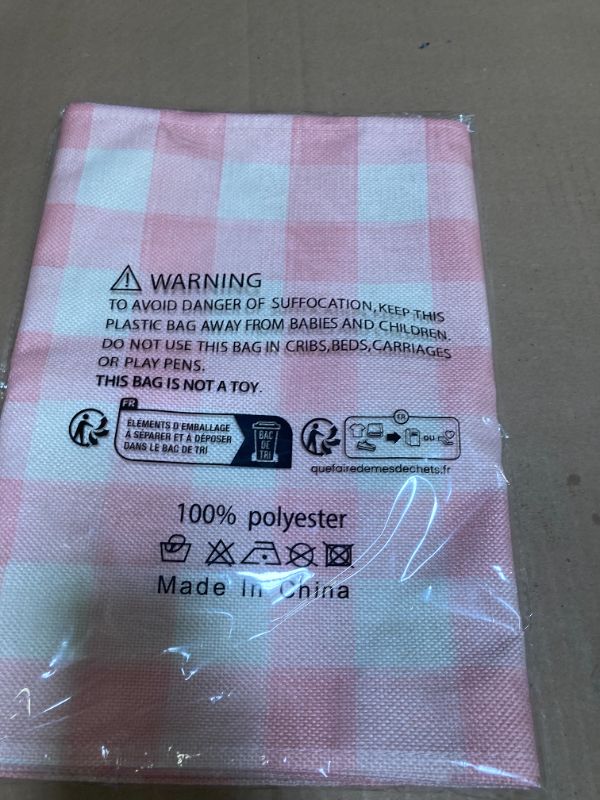 WARNING
TO AVOID DANGER OF SUFFOCATION,KEEP THIS
PLASTIC BAG AWAY FROM BABIES AND CHILDREN.
DO NOT USE THIS BAG IN CRIBS,BEDS,CARRIAGES
OR PLAY PENS.
THIS BAG IS NOT A TOY.
FR
ÉLÉMENTS D'EMBALLAGE
À SÉPARER ET À DÉPOSER
DANS LE BAC DE TRI
BAC
DE
TRI
FR
OU
quefairedemesdechets.fr
100% polyester
Made In China